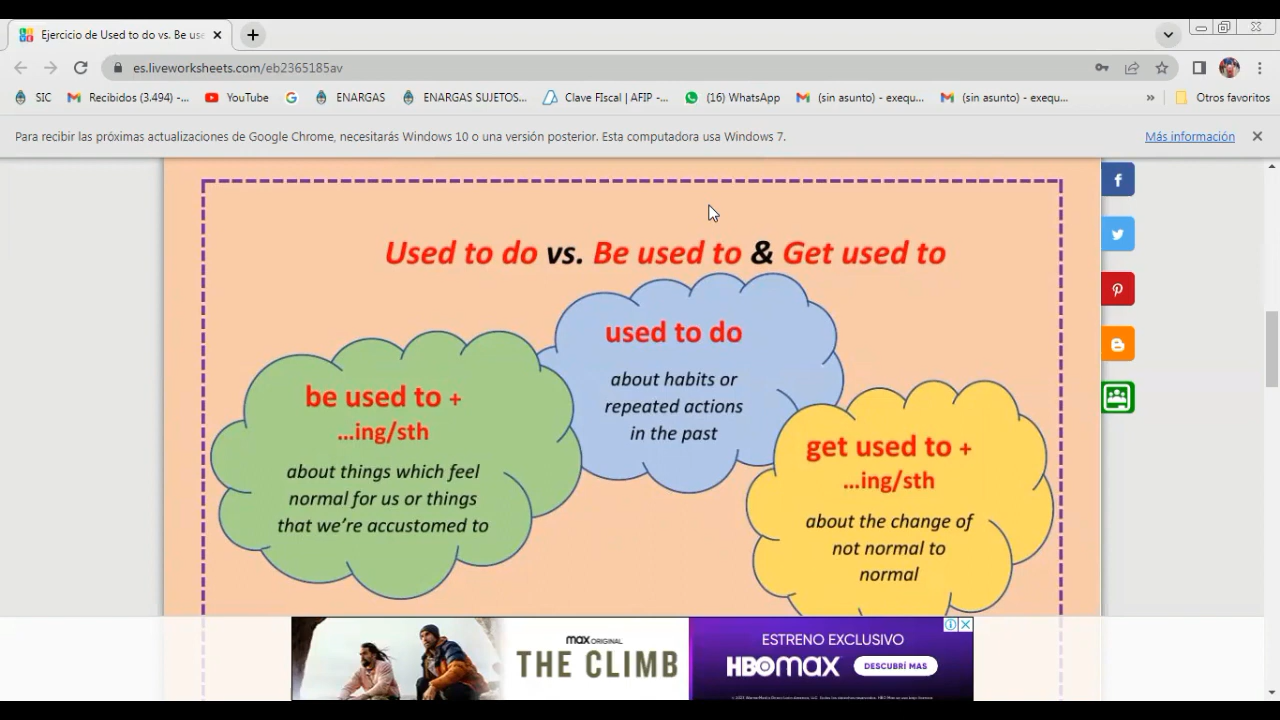 Ejercicio de Used to do vs. Be use
es.liveworksheets.com/eb2365185av
SIC
Recibidos (3.494) -...
YouTube
ENARGAS
ENARGAS SUJETOS...
Clave FIscal | AFIP -...
(16) WhatsApp
(sin asunto) - exequ...
(sin asunto) - exequ...
»
Otros favoritos
Para recibir las próximas actualizaciones de Google Chrome, necesitarás Windows 10 o una versión posterior. Esta computadora usa Windows 7.
Más información
Used to do vs. Be used to & Get used to
used to do
about habits or
repeated actions
in the past
be used to +
...ing/sth
about things which feel
normal for us or things
that we're accustomed to
get used to +
...ing/sth
about the change of
not normal to
normal
max ORIGINAL
THE CLIMB
ESTRENO EXCLUSIVO
HBOMAX
DESCUBRÍ MAS